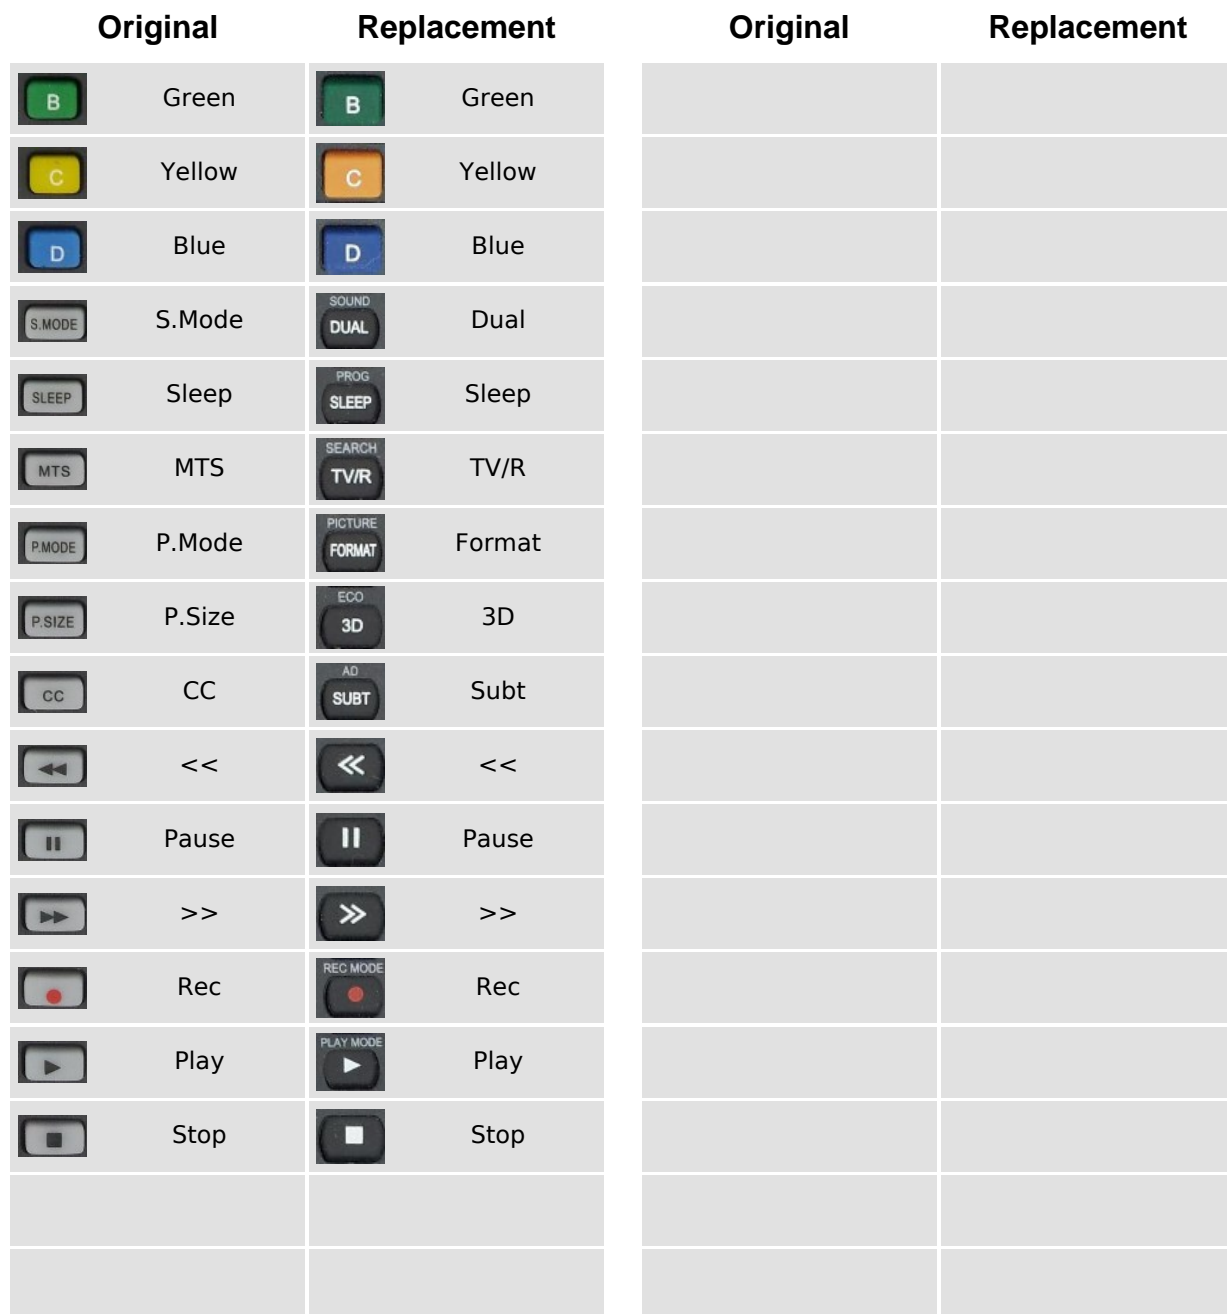 Original Replacement Original Replacement
B Green B Green
C Yellow C Yellow
D Blue D Blue
S.MODE S.Mode SOUND DUAL Dual
SLEEP Sleep PROG SLEEP Sleep
MTS MTS SEARCH TV/R TV/R
P.MODE P.Mode PICTURE FORMAT Format
P.SIZE P.Size ECO 3D 3D
CC CC AD SUBT Subt
<< <<
Pause Pause
>> >>
Rec REC MODE Rec
Play PLAY MODE Play
Stop Stop